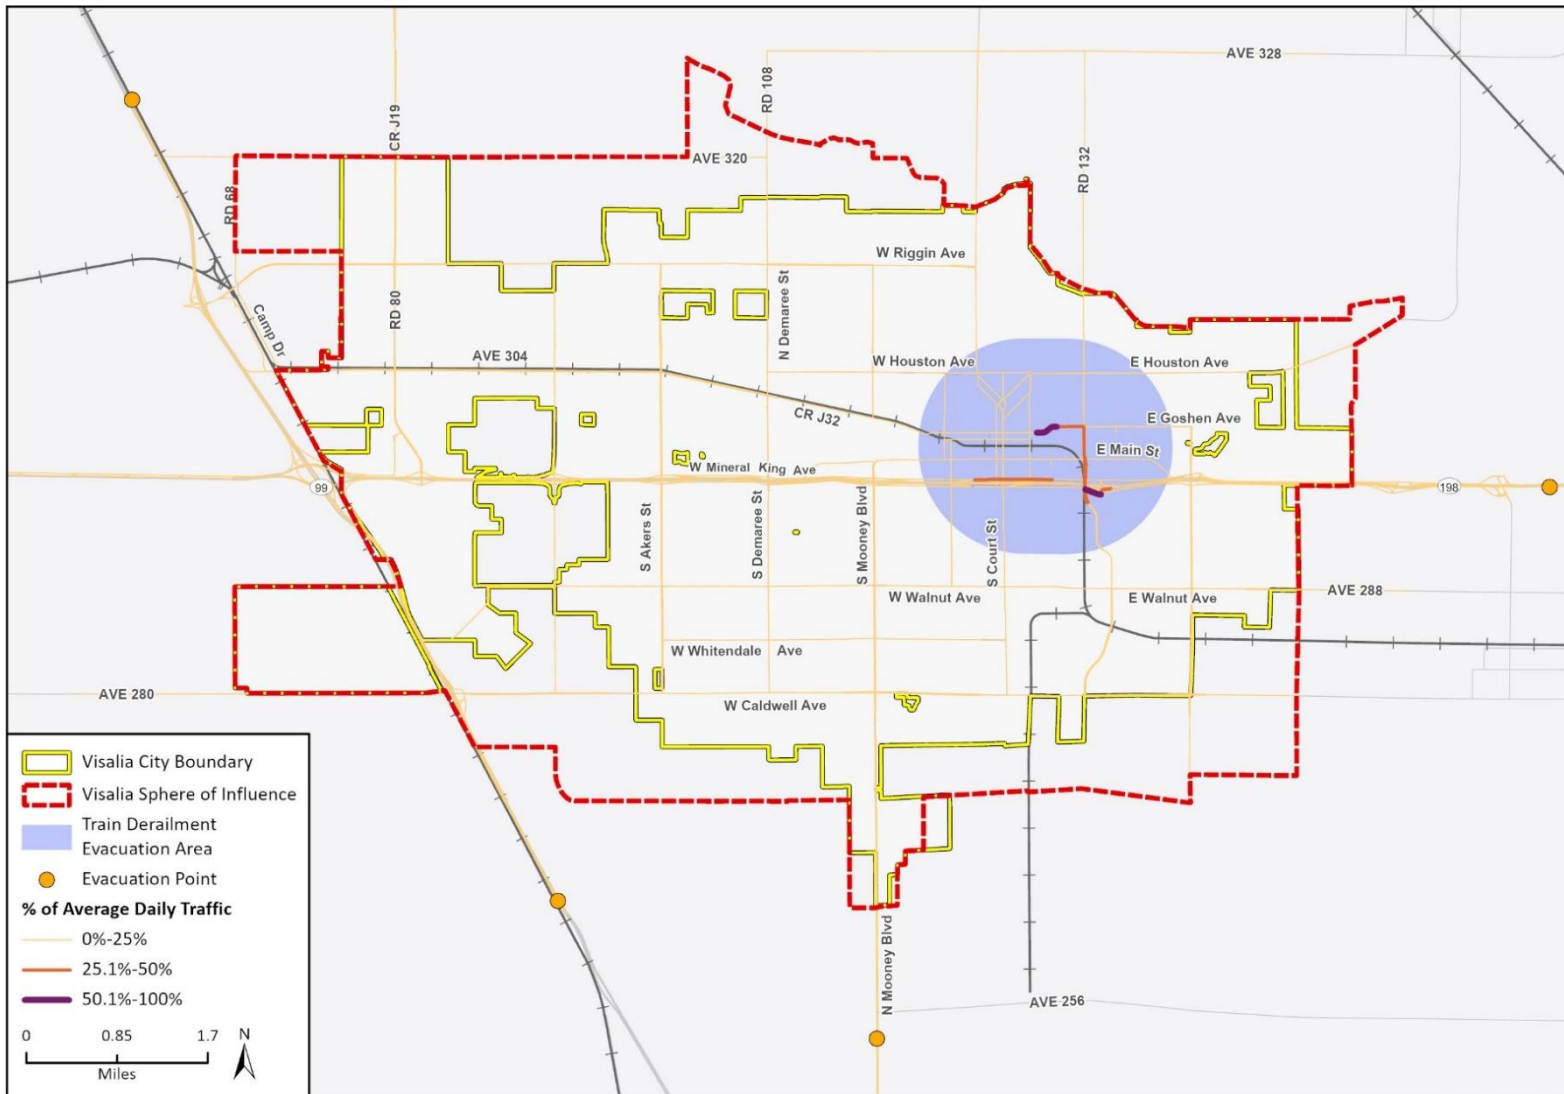 AVE 328
RD 108
CR J19
RD 132
AVE 320
RD 68
W Riggin Ave
N Demaree St
Camp Dr
RD 80
AVE 304
W Houston Ave
E Houston Ave
CR J32
E Goshen Ave
E Main St
W Mineral King Ave
99
198
S Akers St
S Demaree St
S Mooney Blvd
S Court St
W Walnut Ave
E Walnut Ave
AVE 288
W Whitendale Ave
AVE 280
W Caldwell Ave
N Mooney Blvd
AVE 256
Visalia City Boundary
Visalia Sphere of Influence
Train Derailment
Evacuation Area
Evacuation Point
% of Average Daily Traffic
0%-25%
25.1%-50%
50.1%-100%
0 0.85 1.7
Miles
N